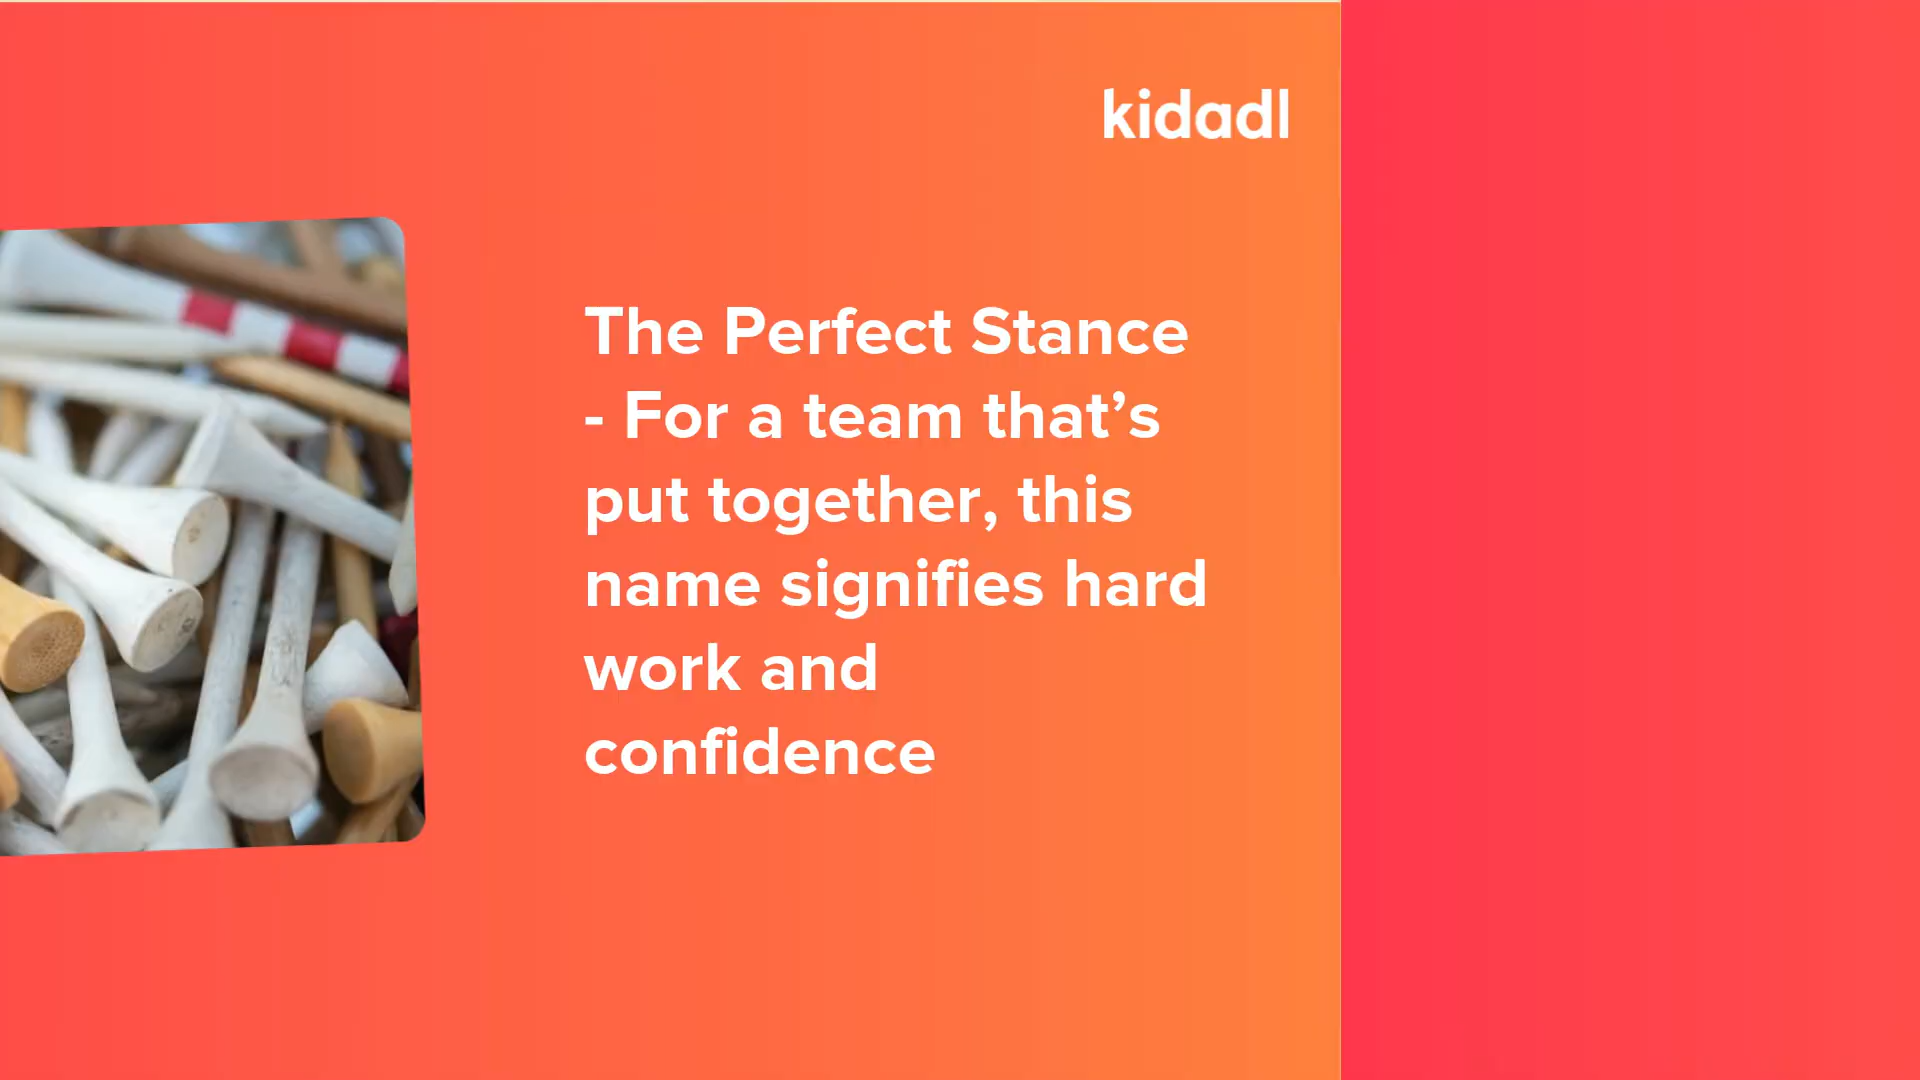 kidadl
The Perfect Stance
- For a team that’s
put together, this
name signifies hard
work and
confidence